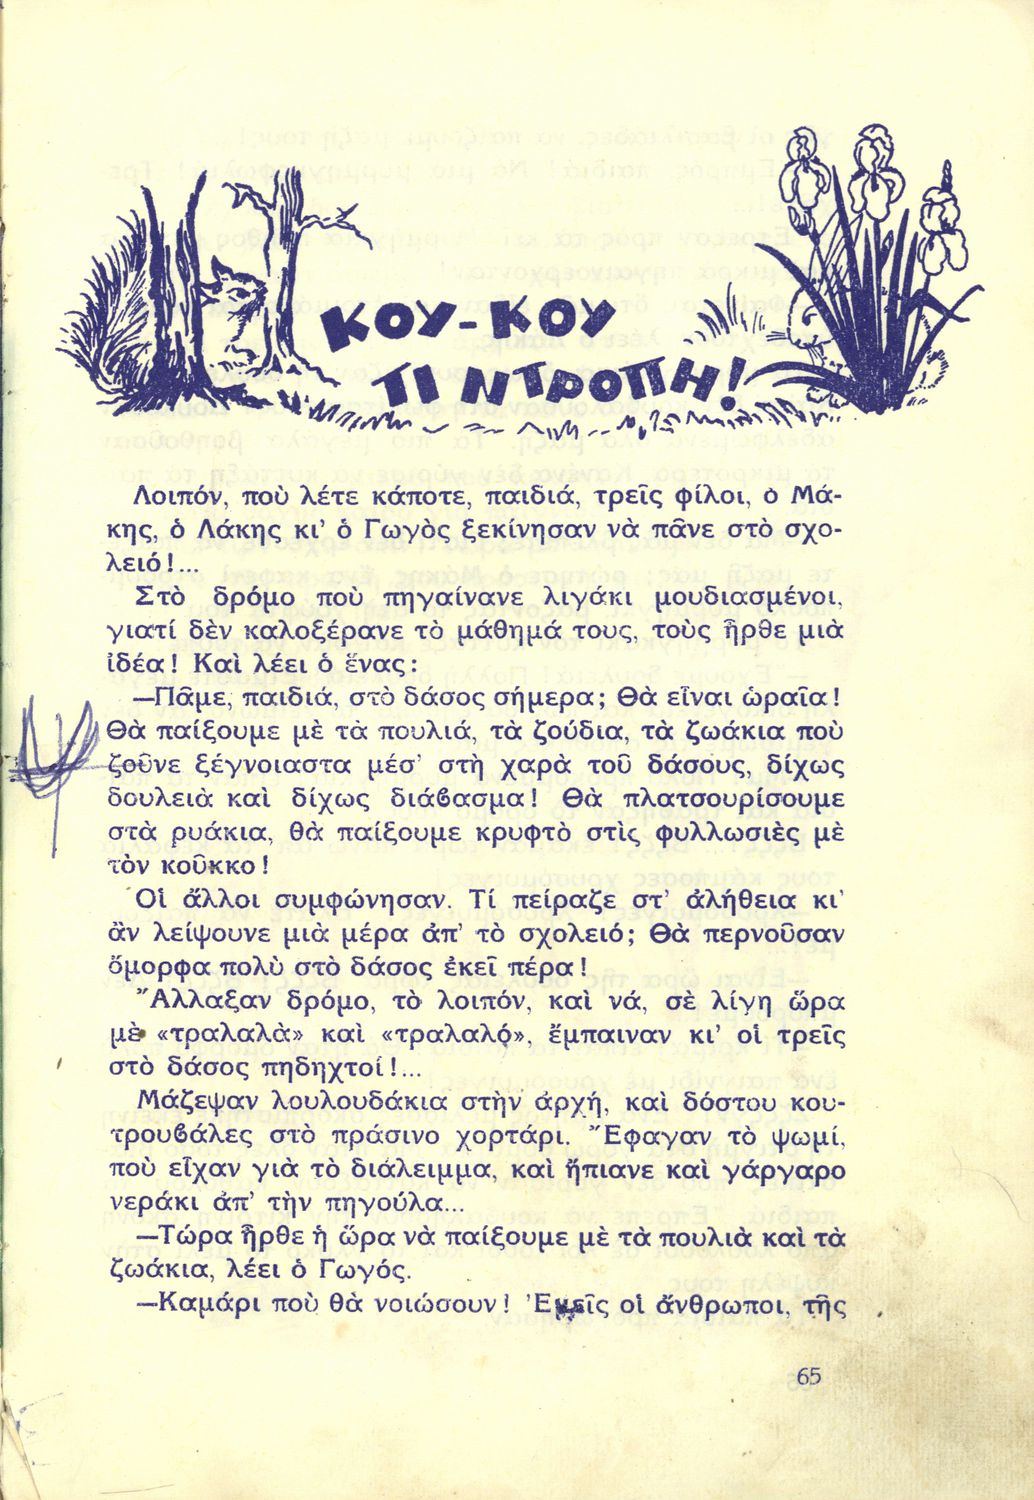 ΚΟΥ-ΚΟΥ
ΤΙ ΝΤΡΟΠΗ!
Λοιπόν, ποὺ λέτε κάποτε, παιδιά, τρεῖς φίλοι, ὁ Μά-
κης, ὁ Λάκης κι’ ὁ Γωγὸς ξεκίνησαν νὰ πᾶνε στὸ σχο-
λειό!...
Στὸ δρόμο ποὺ πηγαίνανε λιγάκι μουδιασμένοι,
γιατί δὲν καλοξέρανε τὸ μάθημά τους, τοὺς ἦρθε μιὰ
ἰδέα! Καὶ λέει ὁ ἕνας:
—Πᾶμε, παιδιά, στὸ δάσος σήμερα; Θὰ εἶναι ὡραῖα!
Θὰ παίξουμε μὲ τὰ πουλιά, τὰ ζούδια, τὰ ζωάκια ποὺ
ζοῦνε ξέγνοιαστα μέσ’ στὴ χαρὰ τοῦ δάσους, δίχως
δουλειὰ καὶ δίχως διάβασμα! Θὰ πλατσουρίσουμε
στὰ ρυάκια, θὰ παίξουμε κρυφτὸ στὶς φυλλωσιὲς μὲ
τὸν κοῦκκο!
Οἱ ἄλλοι συμφώνησαν. Τί πείραζε στ’ ἀλήθεια κι’
ἂν λείψουνε μιὰ μέρα ἀπ’ τὸ σχολειό; Θὰ περνοῦσαν
ὄμορφα πολὺ στὸ δάσος ἐκεῖ πέρα!
Ἄλλαξαν δρόμο, τὸ λοιπόν, καὶ νά, σὲ λίγη ὥρα
μὲ «τραλαλὰ» καὶ «τραλαλό», ἔμπαιναν κι’ οἱ τρεῖς
στὸ δάσος πηδηχτοί!...
Μάζεψαν λουλουδάκια στὴν ἀρχή, καὶ δόστου κου-
τρουβάλες στὸ πράσινο χορτάρι. Ἔφαγαν τὸ ψωμί,
ποὺ εἶχαν γιὰ τὸ διάλειμμα, καὶ ἤπιανε καὶ γάργαρο
νεράκι ἀπ’ τὴν πηγούλα...
—Τώρα ἦρθε ἡ ὥρα νὰ παίξουμε μὲ τὰ πουλιὰ καὶ τὰ
ζωάκια, λέει ὁ Γωγός.
—Καμάρι ποὺ θὰ νοιώσουν! Ἐμεῖς οἱ ἄνθρωποι, τῆς
65